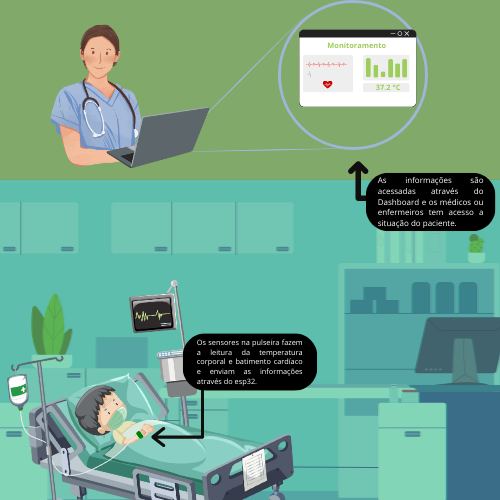 Monitoramento
37.2 °C
As informações são
acessadas através do
Dashboard e os médicos ou
enfermeiros tem acesso a
situação do paciente.
Os sensores na pulseira fazem
a leitura da temperatura
corporal e batimento cardíaco
e enviam as informações
através do esp32.